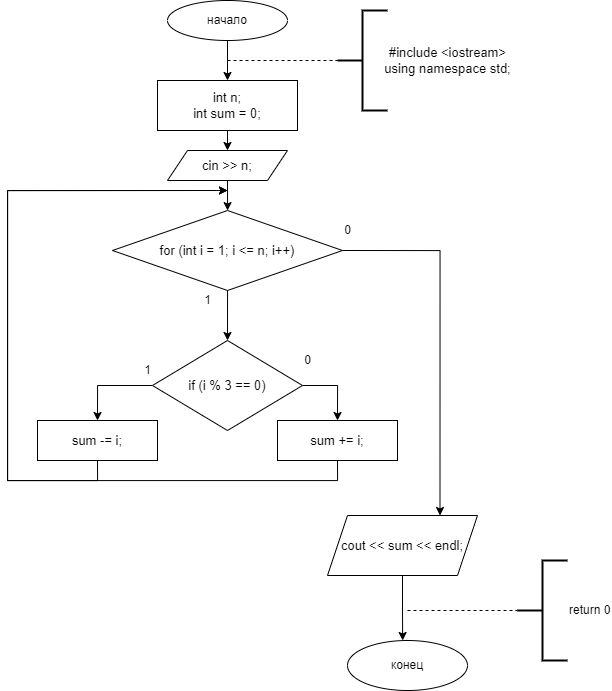 начало
#include <iostream>
using namespace std;
int n;
int sum = 0;
cin >> n;
for (int i = 1; i <= n; i++)
0
1
if (i % 3 == 0)
1
0
sum -= i;
sum += i;
cout << sum << endl;
return 0
конец